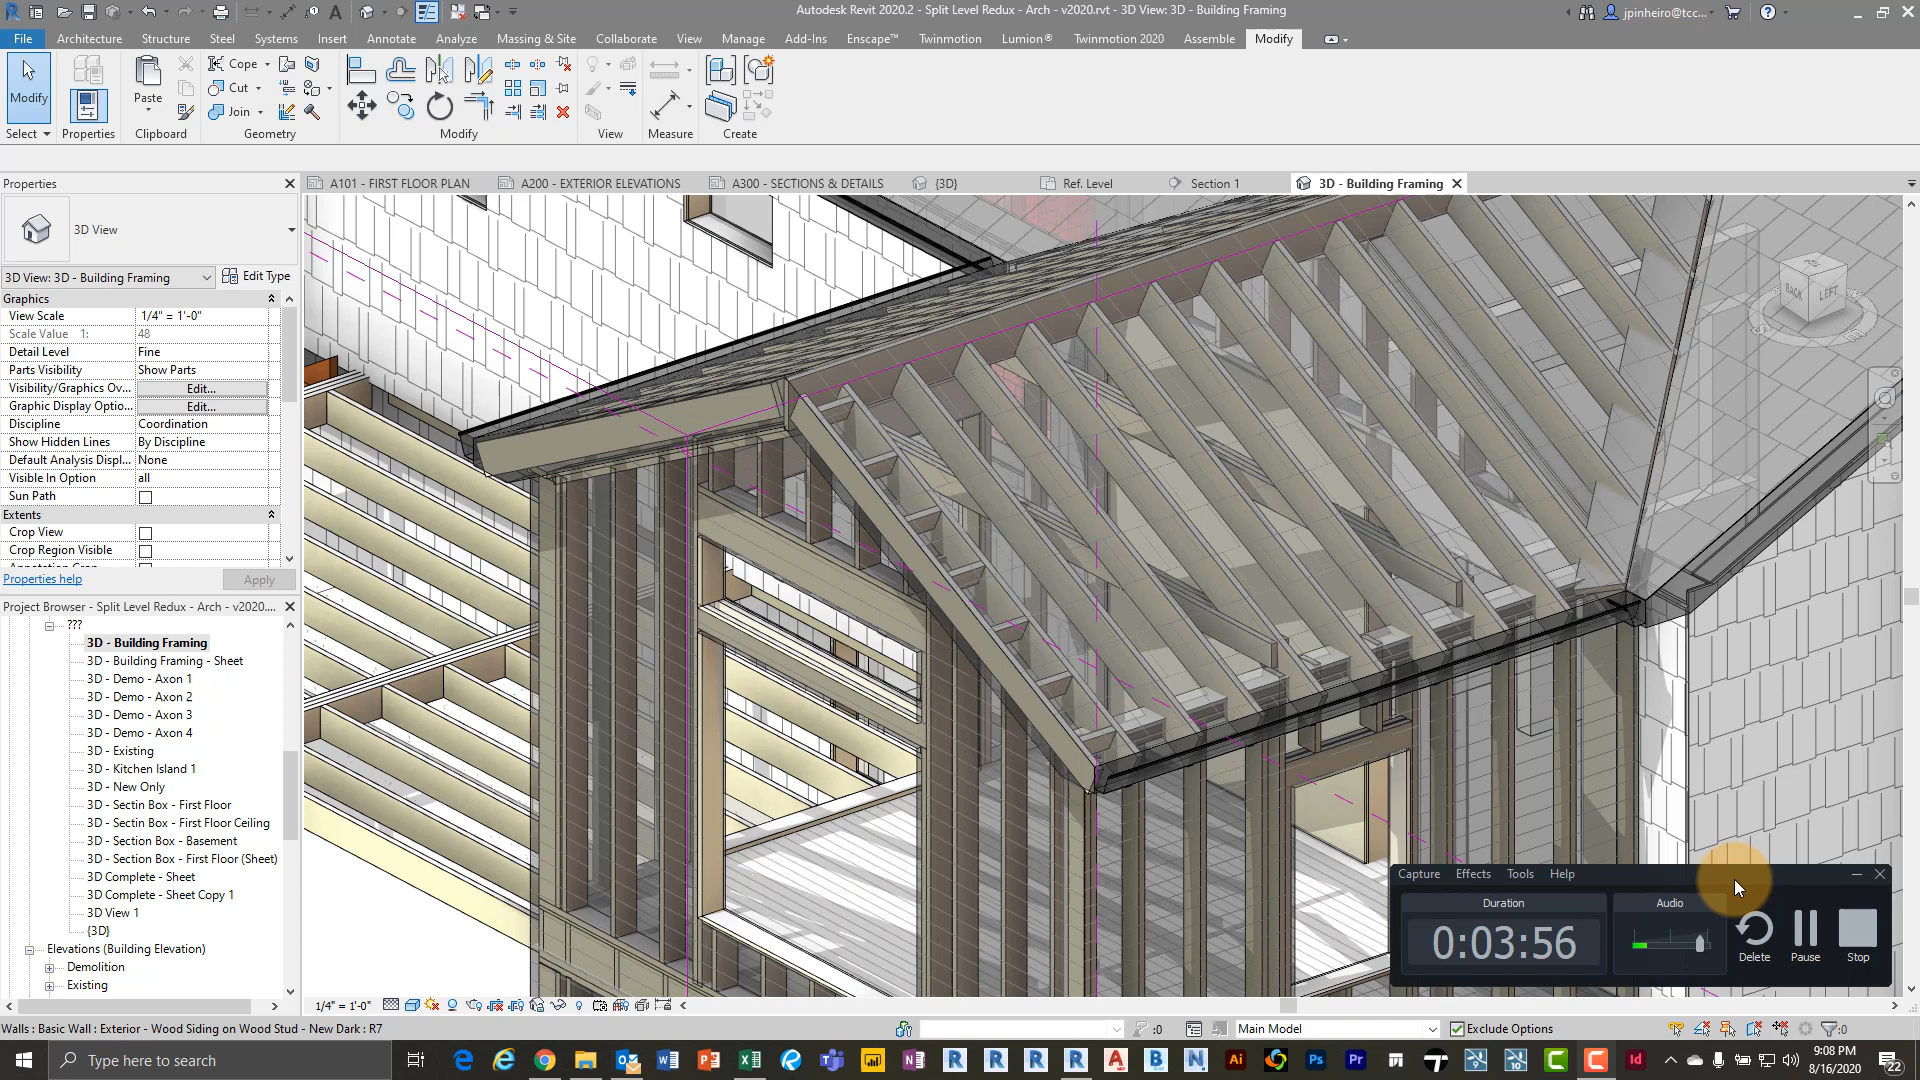 Autodesk Revit 2020.2 - Split Level Redux - Arch - v2020.rvt - 3D View: 3D - Building Framing
jpinheiro@tcc...
File Architecture Structure Steel Systems Insert Annotate Analyze Massing & Site Collaborate View Manage Add-Ins Enscape™ Twinmotion Lumion® Twinmotion 2020 Assemble Modify
Modify Paste Cope
Cut
Join
Select Properties Clipboard Geometry Modify View Measure Create
Properties
A101 - FIRST FLOOR PLAN A200 - EXTERIOR ELEVATIONS A300 - SECTIONS & DETAILS {3D} Ref. Level Section 1 3D - Building Framing
3D View
3D View: 3D - Building Framing Edit Type
Graphics
View Scale 1/4" = 1'-0"
Scale Value 1: 48
Detail Level Fine
Parts Visibility Show Parts
Visibility/Graphics Ov... Edit...
Graphic Display Optio... Edit...
Discipline Coordination
Show Hidden Lines By Discipline
Default Analysis Displ... None
Visible In Option all
Sun Path
Extents
Crop View
Crop Region Visible
Properties help Apply
BACK LEFT
Project Browser - Split Level Redux - Arch - v2020....
???
3D - Building Framing
3D - Building Framing - Sheet
3D - Demo - Axon 1
3D - Demo - Axon 2
3D - Demo - Axon 3
3D - Demo - Axon 4
3D - Existing
3D - Kitchen Island 1
3D - New Only
3D - Sectin Box - First Floor
3D - Sectin Box - First Floor Ceiling
3D - Section Box - Basement
3D - Section Box - First Floor (Sheet)
3D Complete - Sheet
3D Complete - Sheet Copy 1
3D View 1
{3D}
Elevations (Building Elevation)
Demolition
Existing
Capture Effects Tools Help
Duration Audio
0:03:56
Delete Pause Stop
1/4" = 1'-0"
Walls : Basic Wall : Exterior - Wood Siding on Wood Stud - New Dark : R7 :0 Main Model Exclude Options :0
Type here to search
9:08 PM
8/16/2020
22